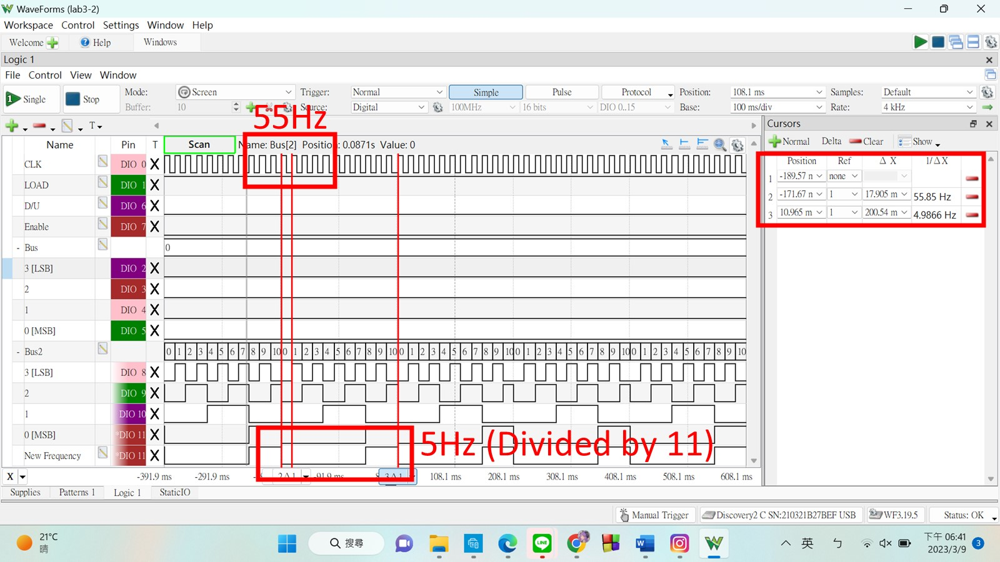 WaveForms (lab3-2)
Workspace Control Settings Window Help
Welcome Help Windows
Logic 1
File Control View Window
1 Single Stop Mode: Screen Trigger: Normal Simple Pulse Protocol Position: 108.1 ms Samples: Default
Buffer: 10 Source: Digital 100MHz 16 bits DIO 0..15 Base: 100 ms/div Rate: 4 kHz
55Hz
T
Cursors
Normal Delta Clear Show
Name Pin T Scan Name: Bus[2] Position: 0.0871s Value: 0
Position Ref Δ X 1/ΔX
1 -189.57 n none
2 -171.67 n 1 17.905 m 55.85 Hz
3 10.965 m 1 200.54 m 4.9866 Hz
CLK DIO 0 X
LOAD DIO 1 X
D/U DIO 6 X
Enable DIO 7 X
- Bus 0
3 [LSB] DIO 2 X
2 DIO 3 X
1 DIO 4 X
0 [MSB] DIO 5 X
- Bus2 0 1 2 3 4 5 6 7 8 9 10 0 1 2 3 4 5 6 7 8 9 10 0 1 2 3 4 5 6 7 8 9 10 0 1 2 3 4 5 6 7 8 9 10 0 1 2 3 4 5 6 7 8 9 10
3 [LSB] DIO 8 X
2 DIO 9 X
1 DIO 10 X
0 [MSB] *DIO 11 X
New Frequency *DIO 11 X
5Hz (Divided by 11)
X -391.9 ms -291.9 ms 2Δ1 -91.9 ms 3Δ1 108.1 ms 208.1 ms 308.1 ms 408.1 ms 508.1 ms 608.1 ms
Supplies Patterns 1 Logic 1 StaticIO
Manual Trigger Discovery2 C SN:210321B27BEF USB WF3.19.5 Status: OK
21°C
晴
搜尋
LINE
英 ㄅ
下午 06:41
2023/3/9
3